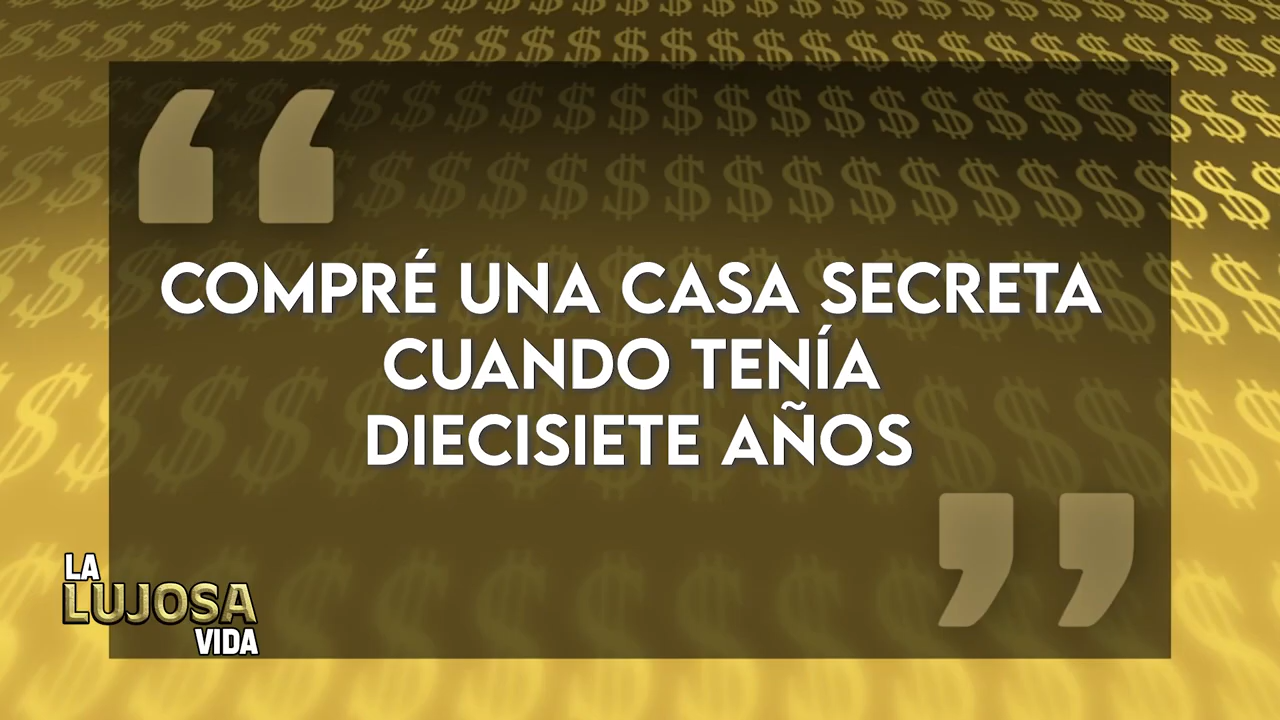 COMPRÉ UNA CASA SECRETA
CUANDO TENÍA
DIECISIETE AÑOS
LA
LUJOSA
VIDA